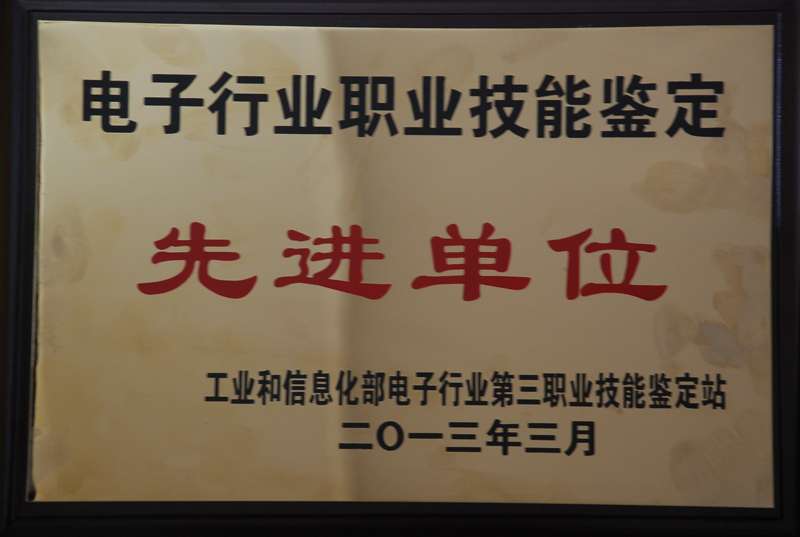 电子行业职业技能鉴定
先进单位
工业和信息化部电子行业第三职业技能鉴定站
二〇一三年三月